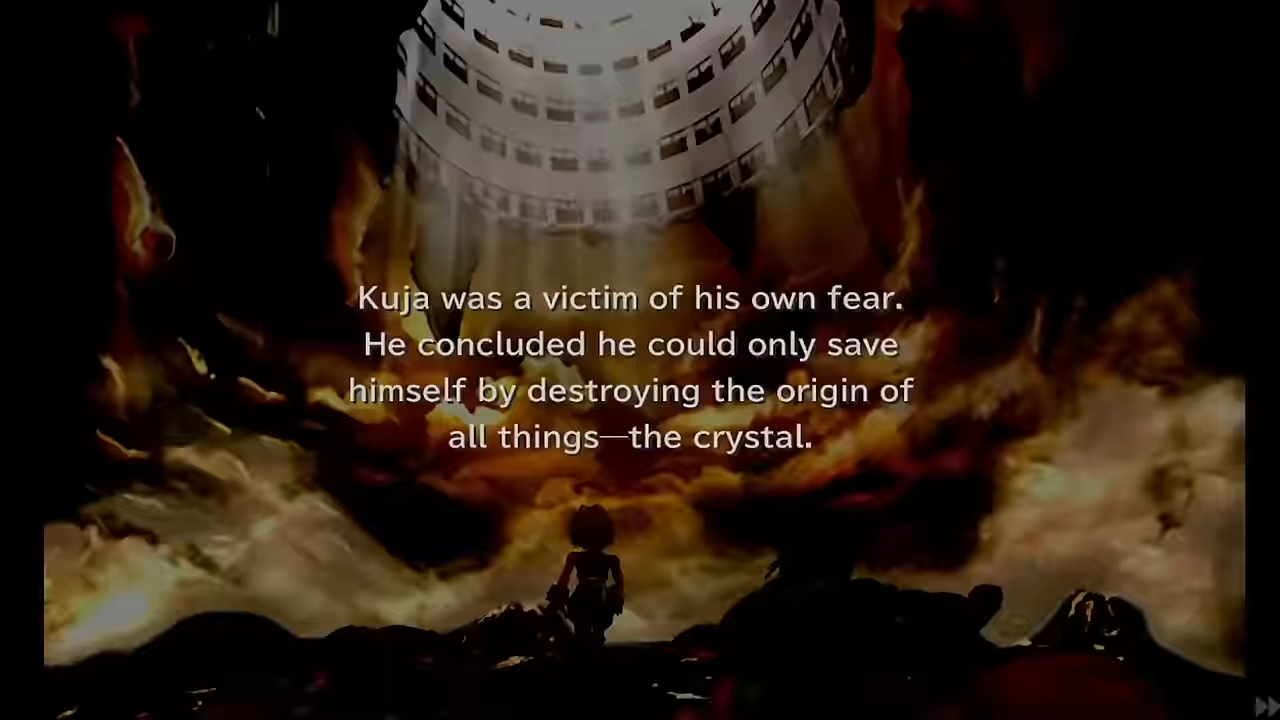 Kuja was a victim of his own fear.
He concluded he could only save
himself by destroying the origin of
all things—the crystal.